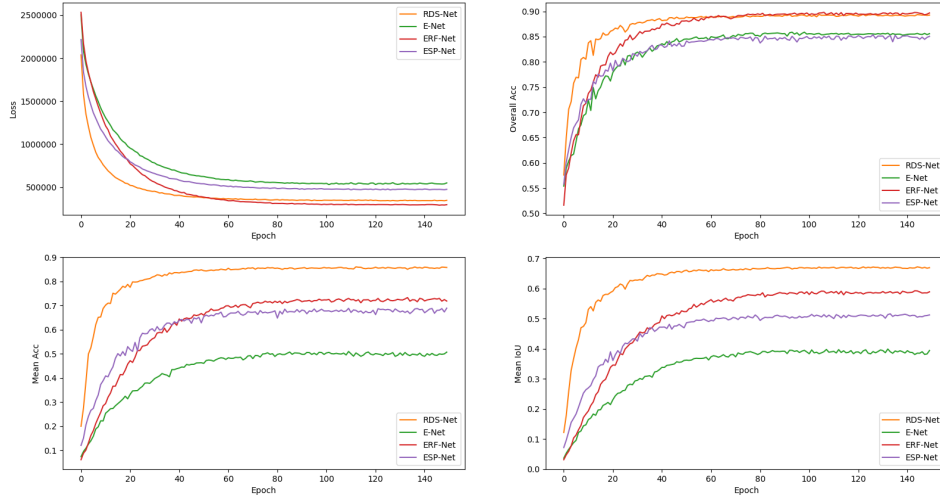 2500000
2000000
1500000
1000000
500000
Loss
0 20 40 60 80 100 120 140
Epoch
RDS-Net
E-Net
ERF-Net
ESP-Net
0.90
0.85
0.80
0.75
0.70
0.65
0.60
0.55
0.50
Overall Acc
0 20 40 60 80 100 120 140
Epoch
RDS-Net
E-Net
ERF-Net
ESP-Net
0.9
0.8
0.7
0.6
0.5
0.4
0.3
0.2
0.1
Mean Acc
0 20 40 60 80 100 120 140
Epoch
RDS-Net
E-Net
ERF-Net
ESP-Net
0.7
0.6
0.5
0.4
0.3
0.2
0.1
0.0
Mean IoU
0 20 40 60 80 100 120 140
Epoch
RDS-Net
E-Net
ERF-Net
ESP-Net